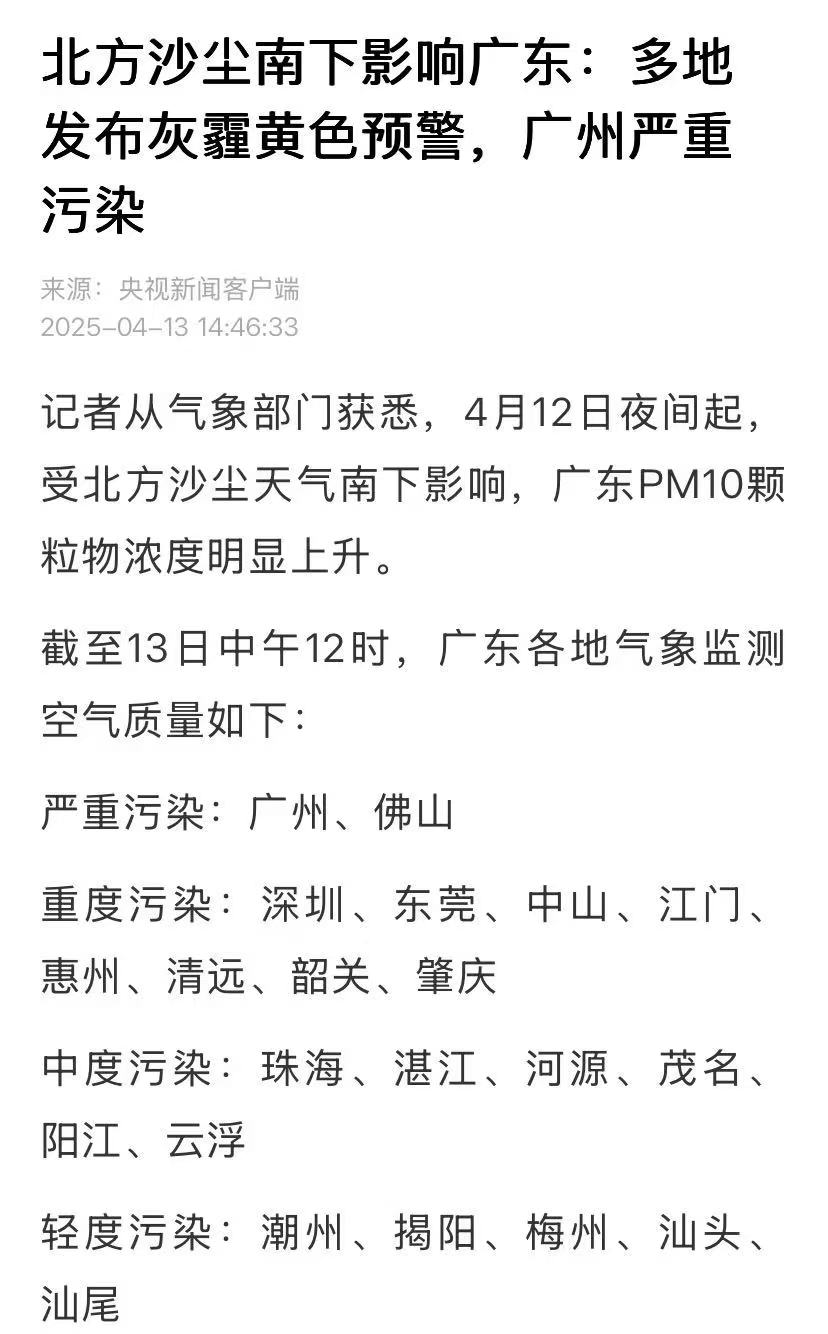 北方沙尘南下影响广东：多地
发布灰霾黄色预警，广州严重
污染
来源：央视新闻客户端
2025-04-13 14:46:33
记者从气象部门获悉，4月12日夜间起，
受北方沙尘天气南下影响，广东PM10颗
粒物浓度明显上升。
截至13日中午12时，广东各地气象监测
空气质量如下：
严重污染：广州、佛山
重度污染：深圳、东莞、中山、江门、
惠州、清远、韶关、肇庆
中度污染：珠海、湛江、河源、茂名、
阳江、云浮
轻度污染：潮州、揭阳、梅州、汕头、
汕尾